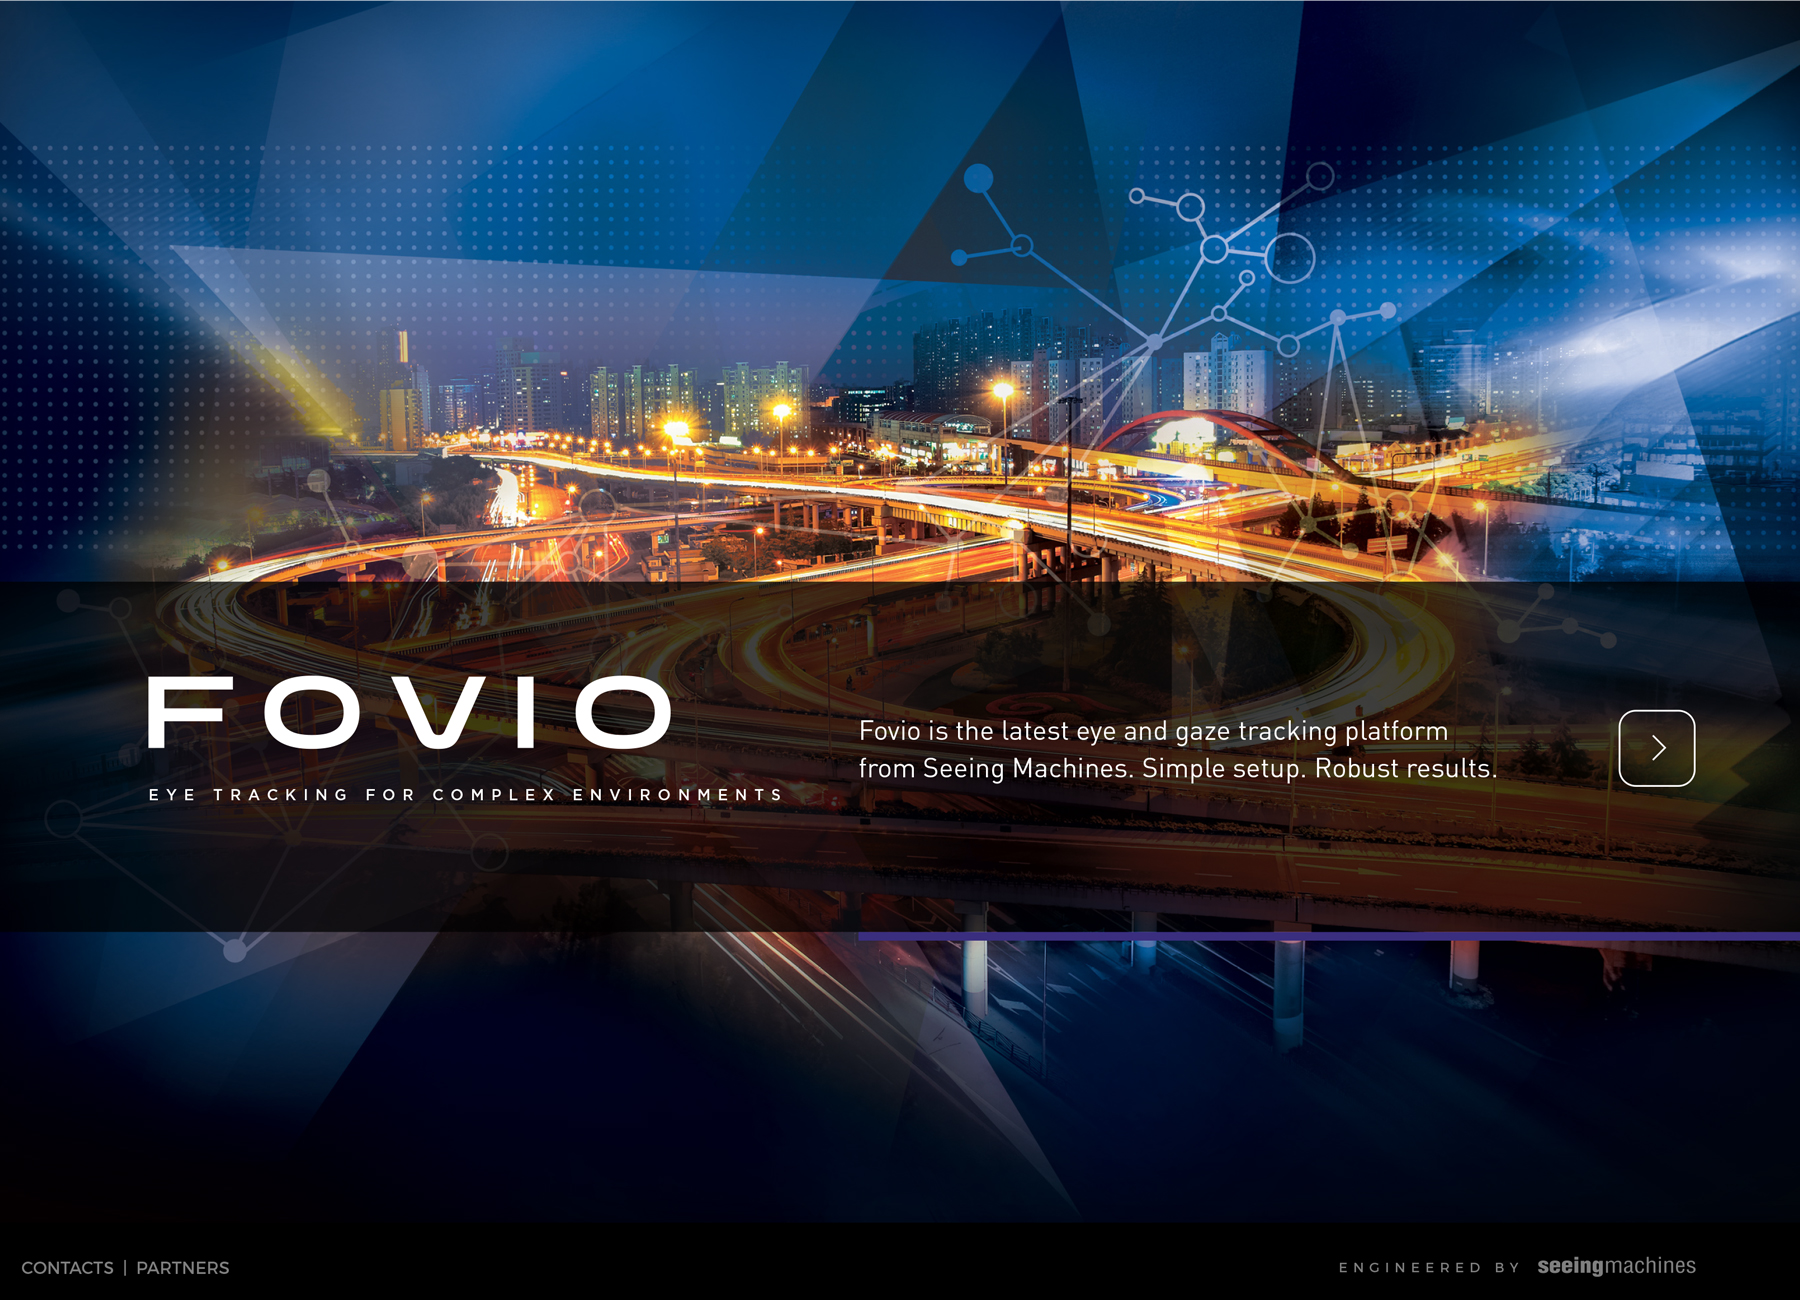 FOVIO
EYE TRACKING FOR COMPLEX ENVIRONMENTS
Fovio is the latest eye and gaze tracking platform
from Seeing Machines. Simple setup. Robust results.
CONTACTS | PARTNERS
ENGINEERED BY seeingmachines